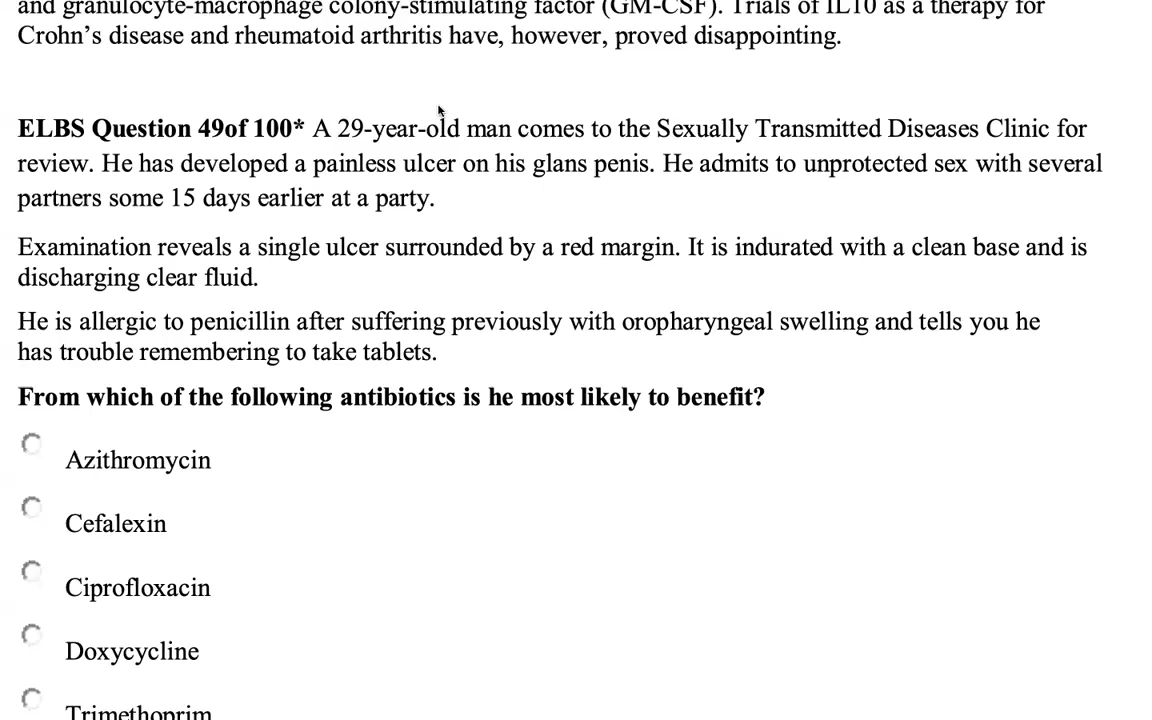 and granulocyte-macrophage colony-stimulating factor (GM-CSF). Trials of IL10 as a therapy for
Crohn’s disease and rheumatoid arthritis have, however, proved disappointing.
ELBS Question 49of 100* A 29-year-old man comes to the Sexually Transmitted Diseases Clinic for
review. He has developed a painless ulcer on his glans penis. He admits to unprotected sex with several
partners some 15 days earlier at a party.
Examination reveals a single ulcer surrounded by a red margin. It is indurated with a clean base and is
discharging clear fluid.
He is allergic to penicillin after suffering previously with oropharyngeal swelling and tells you he
has trouble remembering to take tablets.
From which of the following antibiotics is he most likely to benefit?
Azithromycin
Cefalexin
Ciprofloxacin
Doxycycline
Trimethoprim